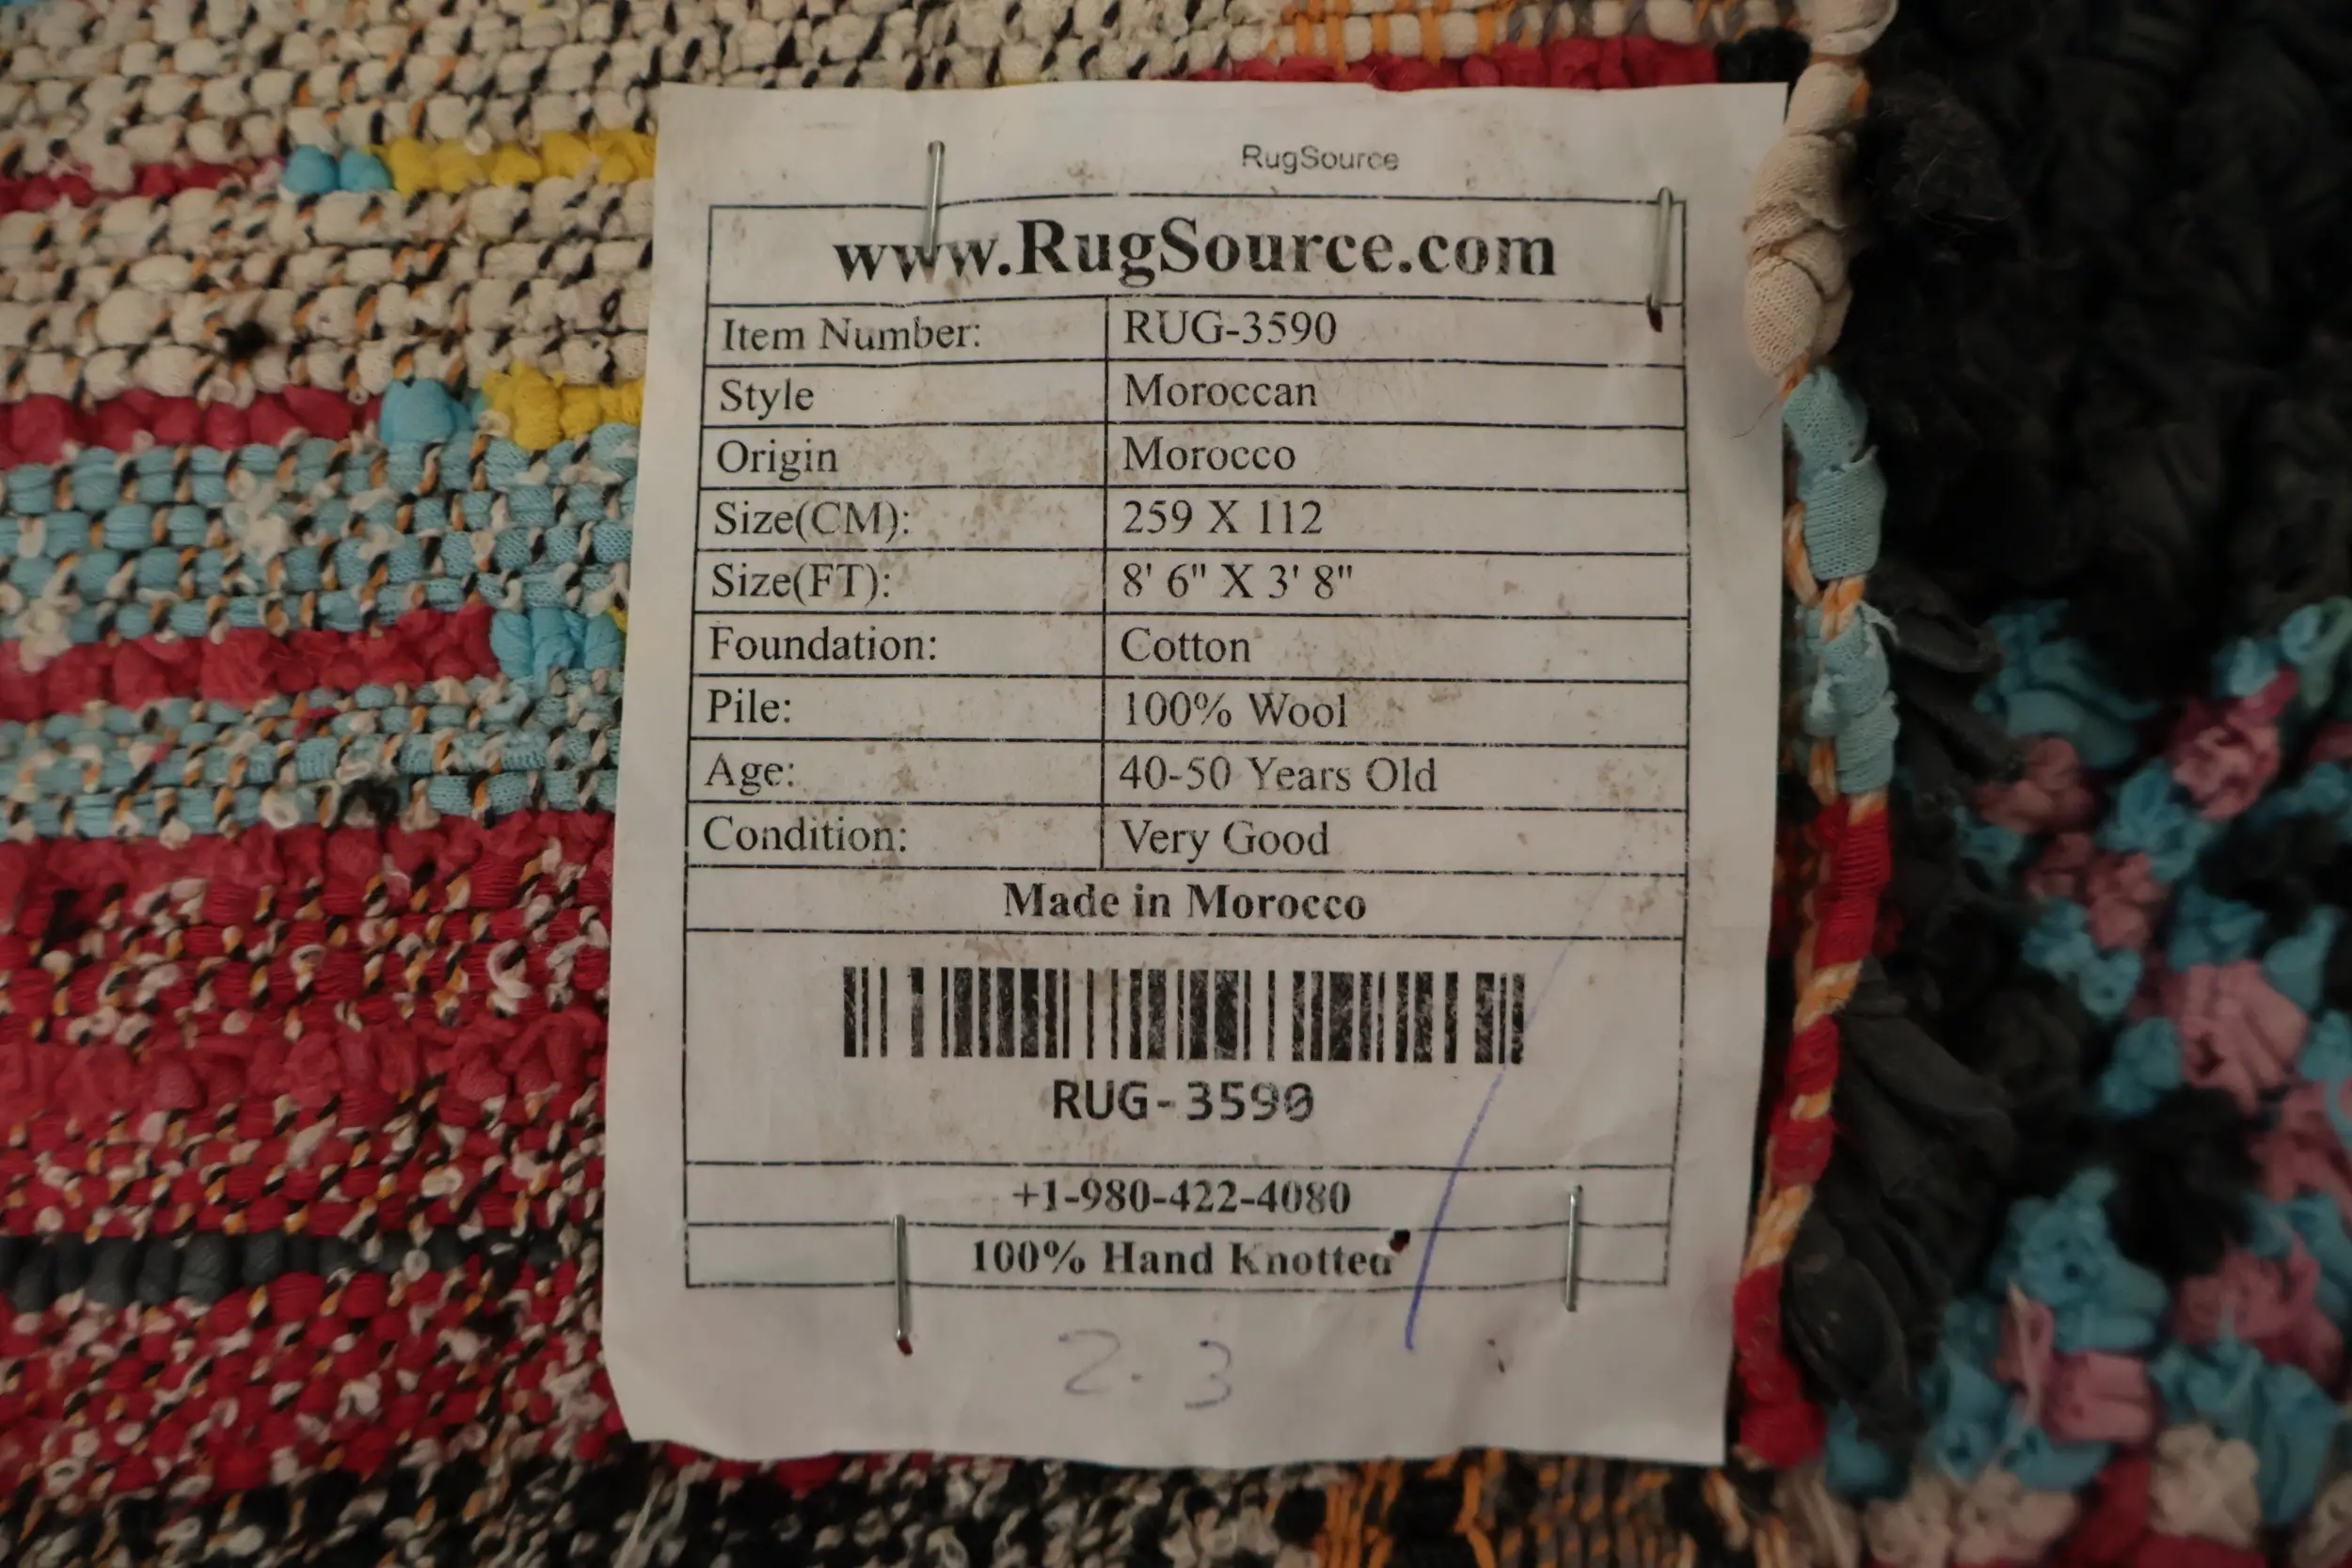 RugSource
www.RugSource.com
Item Number: RUG-3590
Style Moroccan
Origin Morocco
Size(CM): 259 X 112
Size(FT): 8' 6" X 3' 8"
Foundation: Cotton
Pile: 100% Wool
Age: 40-50 Years Old
Condition: Very Good
Made in Morocco
RUG-3590
+1-980-422-4080
100% Hand Knotted
2.3